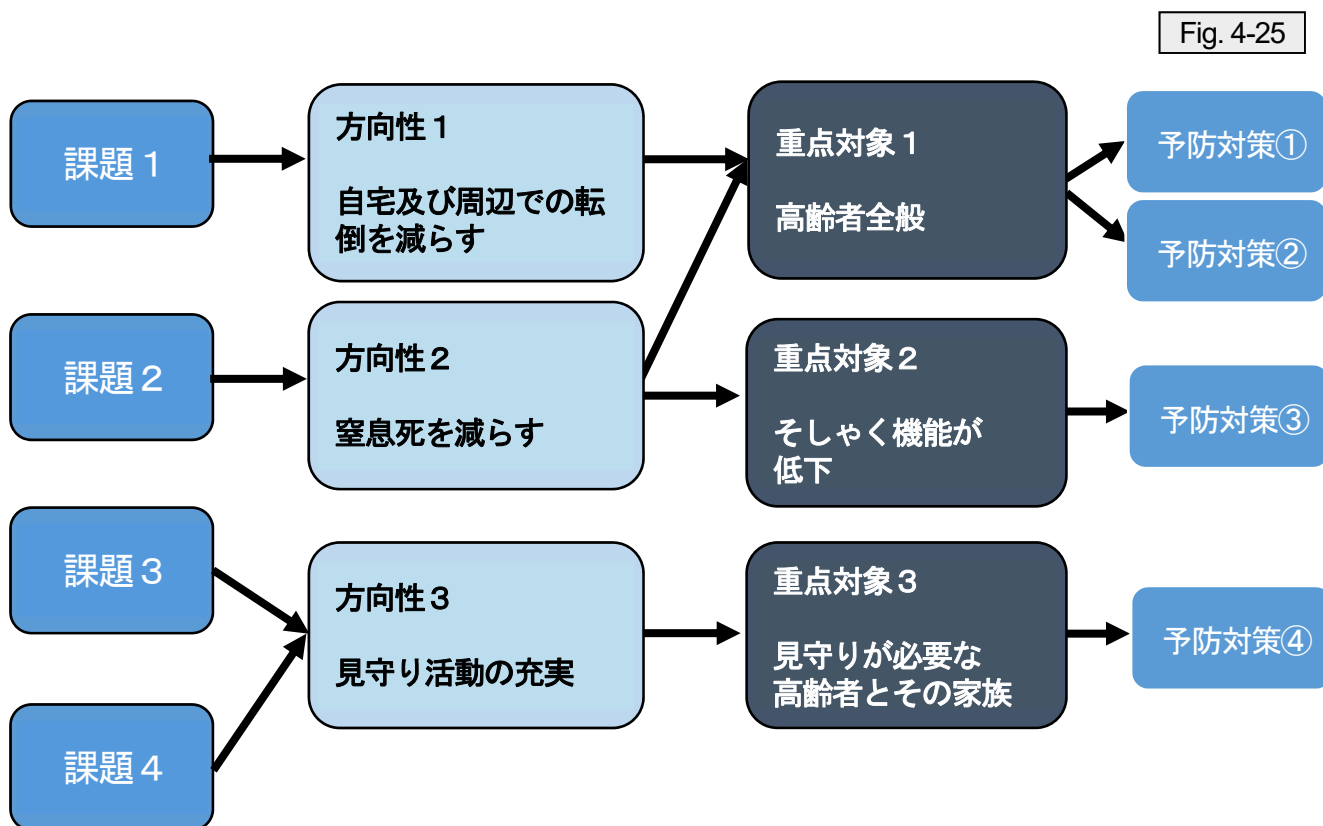 Fig. 4-25
課題１
方向性１
自宅及び周辺での転
倒を減らす
重点対象１
高齢者全般
予防対策①
予防対策②
課題２
方向性２
窒息死を減らす
重点対象２
そしゃく機能が
低下
予防対策③
課題３
課題４
方向性３
見守り活動の充実
重点対象３
見守りが必要な
高齢者とその家族
予防対策④